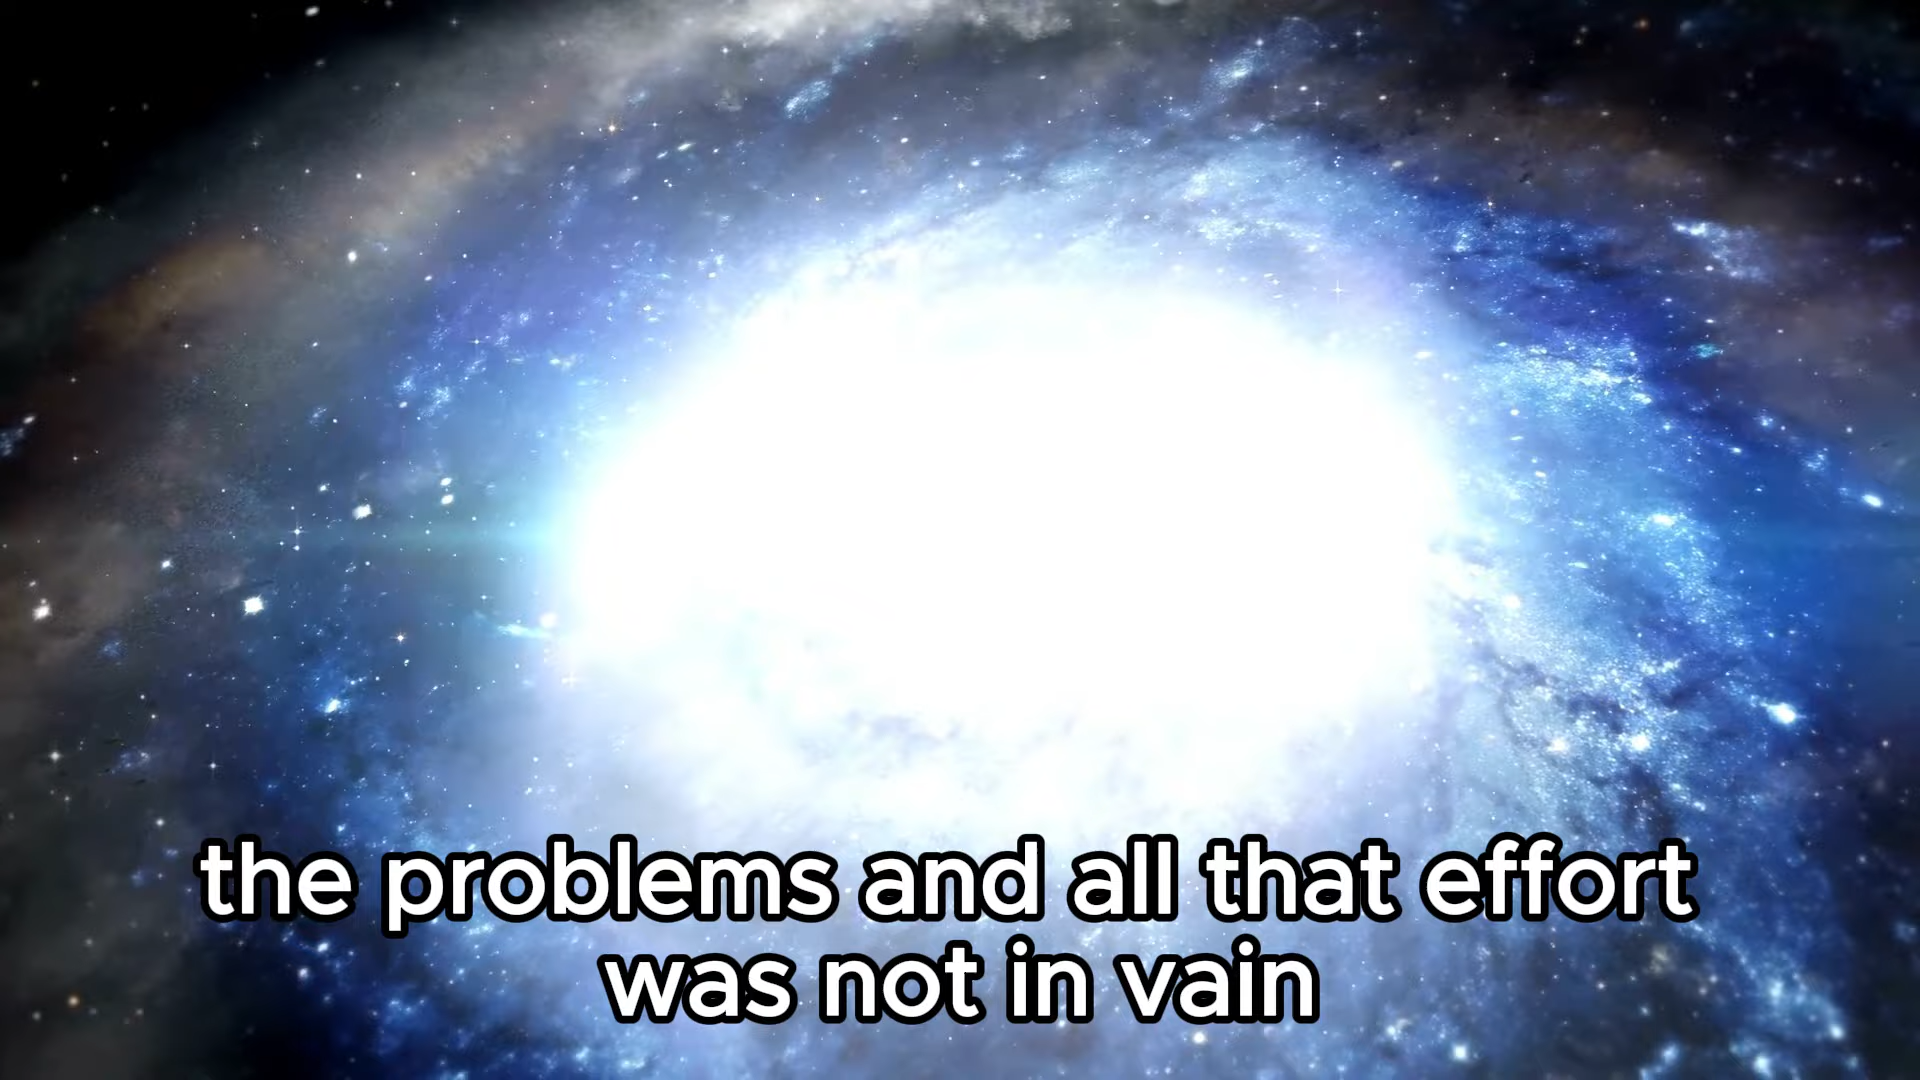 the problems and all that effort
was not in vain